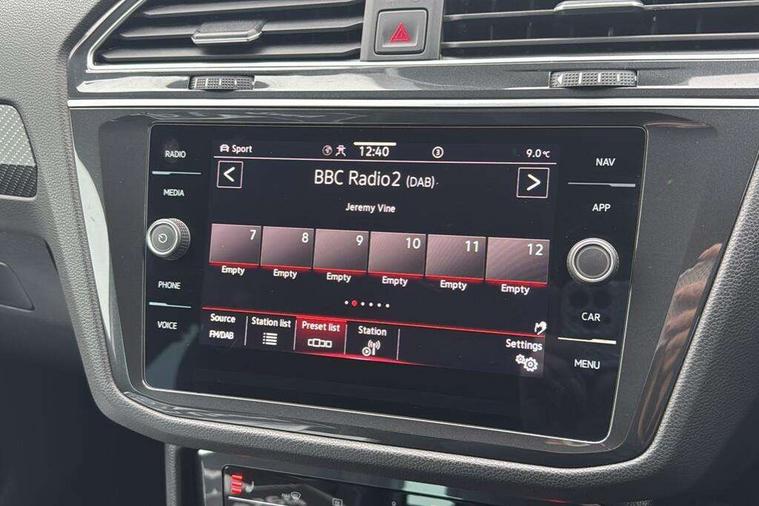 RADIO
MEDIA
PHONE
VOICE
Sport
12:40
3
9.0°C
BBC Radio2 (DAB)
Jeremy Vine
7 8 9 10 11 12
Empty Empty Empty Empty Empty Empty
Source
FM/DAB
Station list
Preset list
Station
Settings
NAV
APP
CAR
MENU